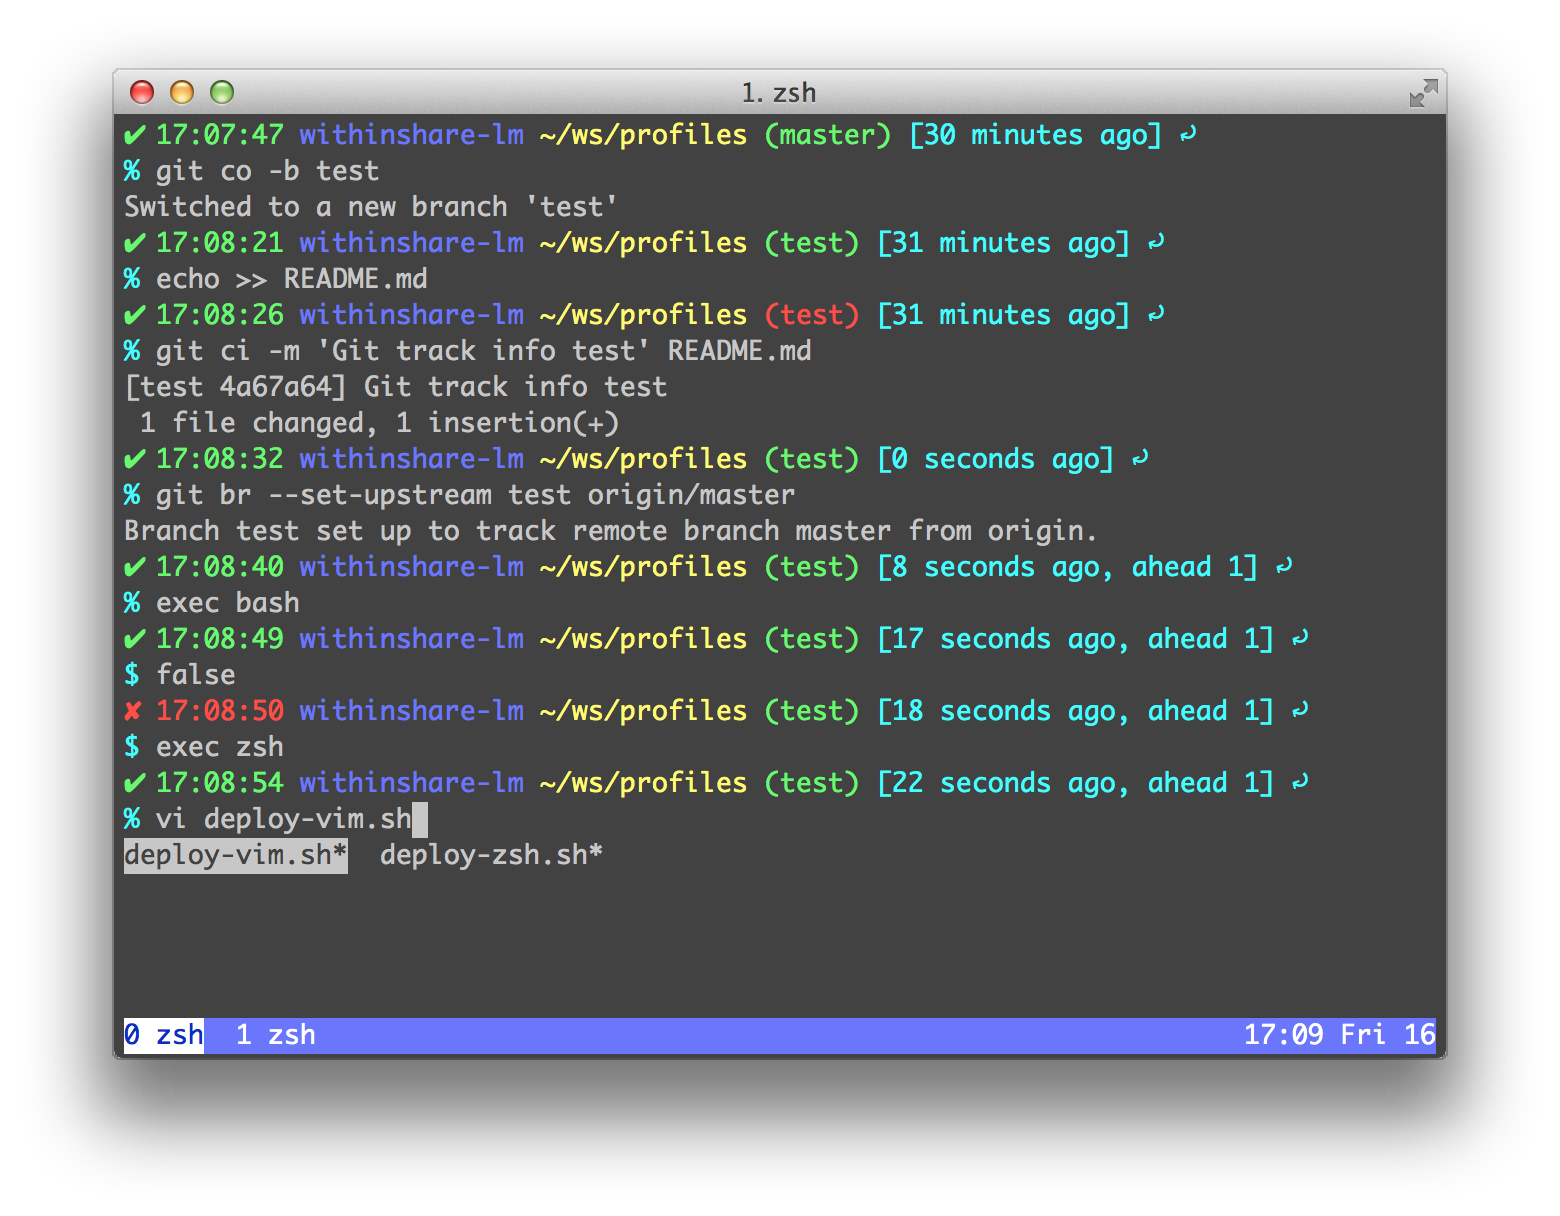 1. zsh
✔ 17:07:47 withinshare-lm ~/ws/profiles (master) [30 minutes ago] ⤶
% git co -b test
Switched to a new branch 'test'
✔ 17:08:21 withinshare-lm ~/ws/profiles (test) [31 minutes ago] ⤶
% echo >> README.md
✔ 17:08:26 withinshare-lm ~/ws/profiles (test) [31 minutes ago] ⤶
% git ci -m 'Git track info test' README.md
[test 4a67a64] Git track info test
 1 file changed, 1 insertion(+)
✔ 17:08:32 withinshare-lm ~/ws/profiles (test) [0 seconds ago] ⤶
% git br --set-upstream test origin/master
Branch test set up to track remote branch master from origin.
✔ 17:08:40 withinshare-lm ~/ws/profiles (test) [8 seconds ago, ahead 1] ⤶
% exec bash
✔ 17:08:49 withinshare-lm ~/ws/profiles (test) [17 seconds ago, ahead 1] ⤶
$ false
✘ 17:08:50 withinshare-lm ~/ws/profiles (test) [18 seconds ago, ahead 1] ⤶
$ exec zsh
✔ 17:08:54 withinshare-lm ~/ws/profiles (test) [22 seconds ago, ahead 1] ⤶
% vi deploy-vim.sh
deploy-vim.sh*  deploy-zsh.sh*
0 zsh  1 zsh 17:09 Fri 16